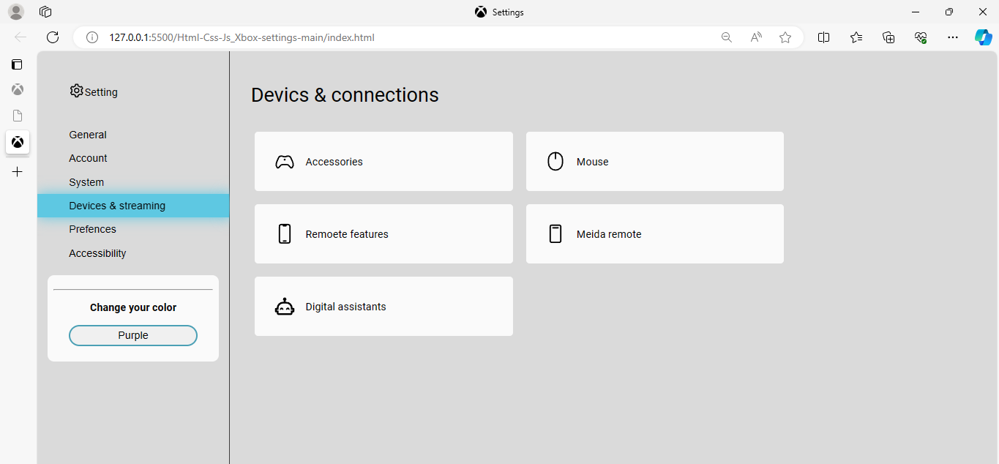 Settings
127.0.0.1:5500/Html-Css-Js_Xbox-settings-main/index.html
Setting
General
Account
System
Devices & streaming
Prefences
Accessibility
Change your color
Purple
Devics & connections
Accessories
Mouse
Remoete features
Meida remote
Digital assistants